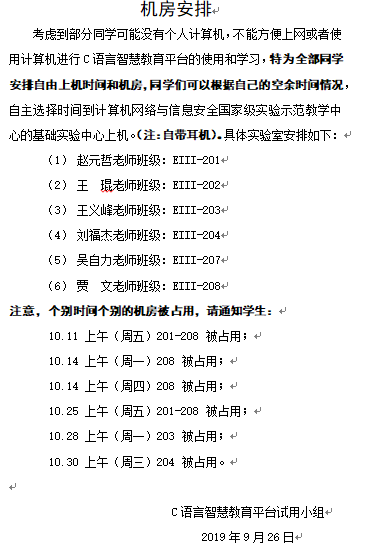 机房安排
考虑到部分同学可能没有个人计算机，不能方便上网或者使
用计算机进行 C 语言智慧教育平台的使用和学习，特为全部同学
安排自由上机时间和机房，同学们可以根据自己的空余时间情况，
自主选择时间到计算机网络与信息安全国家级实验示范教学中
心的基础实验中心上机。（注：自带耳机）。具体实验室安排如下：
（1） 赵元哲老师班级：EIII-201
（2） 王　琨老师班级：EIII-202
（3） 王义峰老师班级：EIII-203
（4） 刘福杰老师班级：EIII-204
（5） 吴自力老师班级：EIII-207
（6） 贾　文老师班级：EIII-208
注意，个别时间个别的机房被占用，请通知学生：
10.11 上午（周五）201-208 被占用；
10.14 上午（周一）208 被占用；
10.14 上午（周四）208 被占用；
10.25 上午（周五）201-208 被占用；
10.28 上午（周一）203 被占用；
10.30 上午（周三）204 被占用。
C 语言智慧教育平台试用小组
2019 年 9 月 26 日